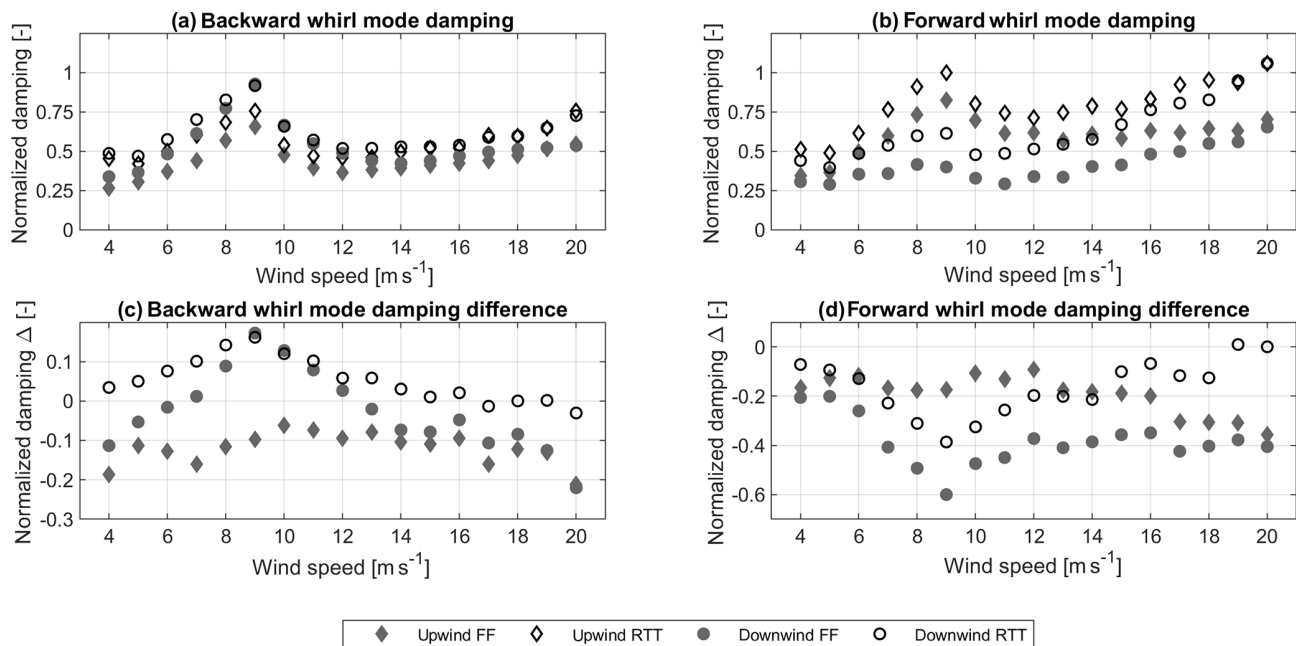 (a) Backward whirl mode damping
Normalized damping [-]
1
0.75
0.5
0.25
0
4 6 8 10 12 14 16 18 20
Wind speed [m s⁻¹]
(b) Forward whirl mode damping
Normalized damping [-]
1
0.75
0.5
0.25
0
4 6 8 10 12 14 16 18 20
Wind speed [m s⁻¹]
(c) Backward whirl mode damping difference
Normalized damping Δ [-]
0.1
0
-0.1
-0.2
-0.3
4 6 8 10 12 14 16 18 20
Wind speed [m s⁻¹]
(d) Forward whirl mode damping difference
Normalized damping Δ [-]
0
-0.2
-0.4
-0.6
4 6 8 10 12 14 16 18 20
Wind speed [m s⁻¹]
Upwind FF Upwind RTT Downwind FF Downwind RTT